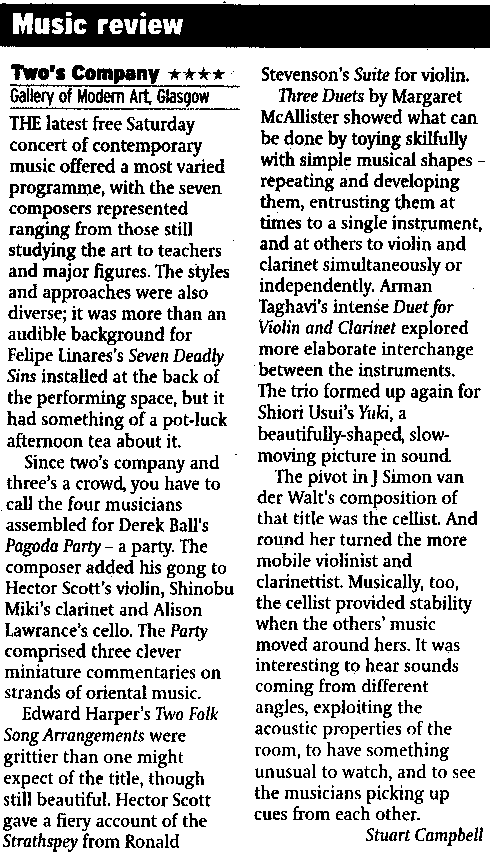 Music review
Two's Company ★★★★
Gallery of Modern Art, Glasgow
THE latest free Saturday
concert of contemporary
music offered a most varied
programme, with the seven
composers represented
ranging from those still
studying the art to teachers
and major figures. The styles
and approaches were also
diverse; it was more than an
audible background for
Felipe Linares's Seven Deadly
Sins installed at the back of
the performing space, but it
had something of a pot-luck
afternoon tea about it.
Since two's company and
three's a crowd, you have to
call the four musicians
assembled for Derek Ball's
Pagoda Party – a party. The
composer added his gong to
Hector Scott's violin, Shinobu
Miki's clarinet and Alison
Lawrance's cello. The Party
comprised three clever
miniature commentaries on
strands of oriental music.
Edward Harper's Two Folk
Song Arrangements were
grittier than one might
expect of the title, though
still beautiful. Hector Scott
gave a fiery account of the
Strathspey from Ronald
Stevenson's Suite for violin.
Three Duets by Margaret
McAllister showed what can
be done by toying skilfully
with simple musical shapes –
repeating and developing
them, entrusting them at
times to a single instrument,
and at others to violin and
clarinet simultaneously or
independently. Arman
Taghavi's intense Duet for
Violin and Clarinet explored
more elaborate interchange
between the instruments.
The trio formed up again for
Shiori Usui's Yuki, a
beautifully-shaped, slow-
moving picture in sound.
The pivot in J Simon van
der Walt's composition of
that title was the cellist. And
round her turned the more
mobile violinist and
clarinettist. Musically, too,
the cellist provided stability
when the others' music
moved around hers. It was
interesting to hear sounds
coming from different
angles, exploiting the
acoustic properties of the
room, to have something
unusual to watch, and to see
the musicians picking up
cues from each other.
Stuart Campbell